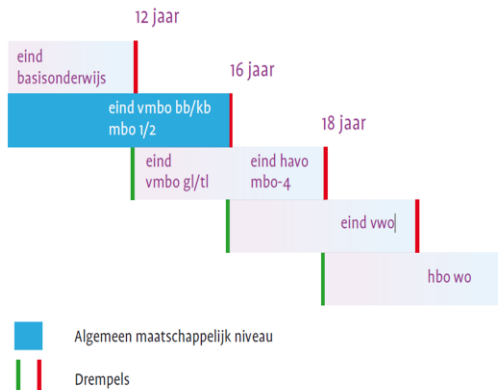 12 jaar
eind
basisonderwijs
16 jaar
eind vmbo bb/kb
mbo 1/2
18 jaar
eind
vmbo gl/tl
eind havo
mbo-4
eind vwo
hbo wo
Algemeen maatschappelijk niveau
Drempels